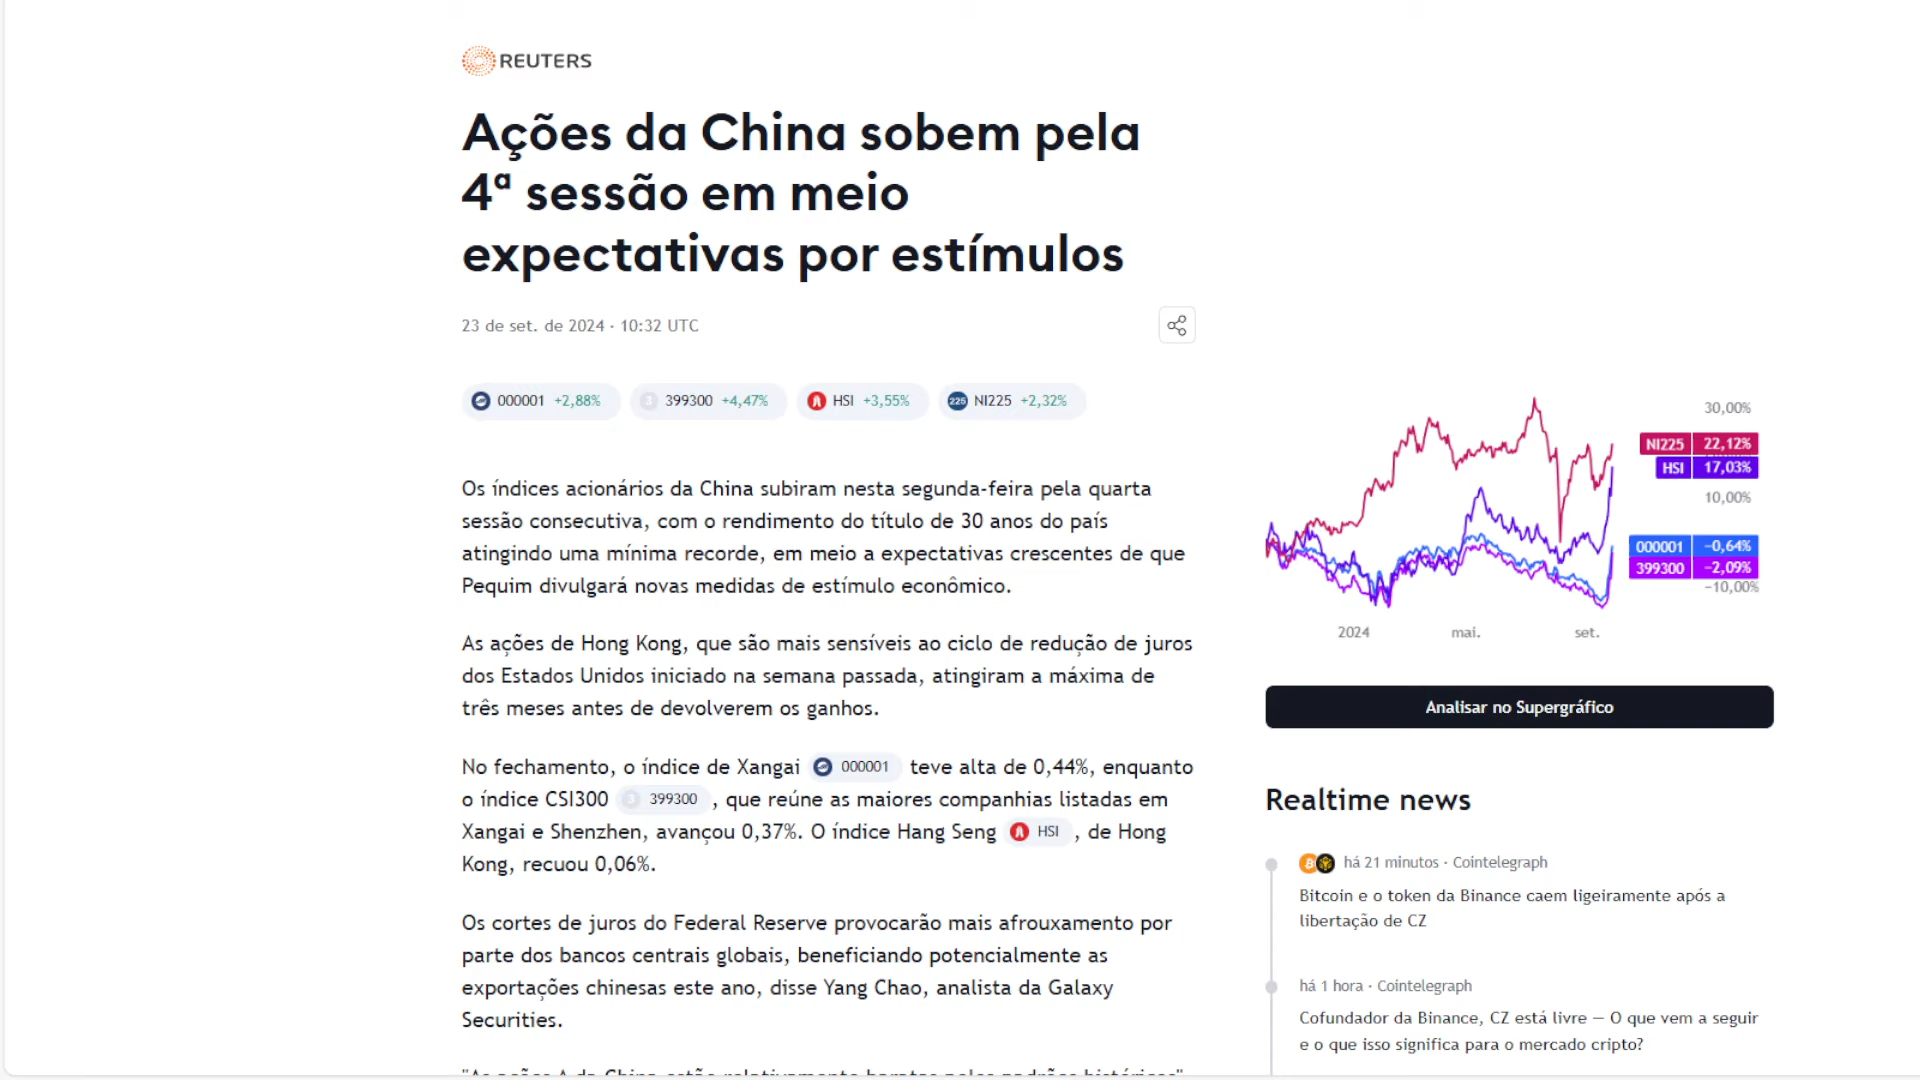 REUTERS
Ações da China sobem pela
4ª sessão em meio
expectativas por estímulos
23 de set. de 2024 · 10:32 UTC
000001 +2,88%
399300 +4,47%
HSI +3,55%
225 NI225 +2,32%
Os índices acionários da China subiram nesta segunda-feira pela quarta
sessão consecutiva, com o rendimento do título de 30 anos do país
atingindo uma mínima recorde, em meio a expectativas crescentes de que
Pequim divulgará novas medidas de estímulo econômico.
As ações de Hong Kong, que são mais sensíveis ao ciclo de redução de juros
dos Estados Unidos iniciado na semana passada, atingiram a máxima de
três meses antes de devolverem os ganhos.
No fechamento, o índice de Xangai 000001 teve alta de 0,44%, enquanto
o índice CSI300 3 399300 , que reúne as maiores companhias listadas em
Xangai e Shenzhen, avançou 0,37%. O índice Hang Seng HSI , de Hong
Kong, recuou 0,06%.
Os cortes de juros do Federal Reserve provocarão mais afrouxamento por
parte dos bancos centrais globais, beneficiando potencialmente as
exportações chinesas este ano, disse Yang Chao, analista da Galaxy
Securities.
"As ações A da China estão relativamente baratas pelos padrões históricos"
30,00%
NI225 22,12%
HSI 17,03%
10,00%
000001 −0,64%
399300 −2,09%
−10,00%
2024 mai. set.
Analisar no Supergráfico
Realtime news
há 21 minutos · Cointelegraph
Bitcoin e o token da Binance caem ligeiramente após a
libertação de CZ
há 1 hora · Cointelegraph
Cofundador da Binance, CZ está livre — O que vem a seguir
e o que isso significa para o mercado cripto?